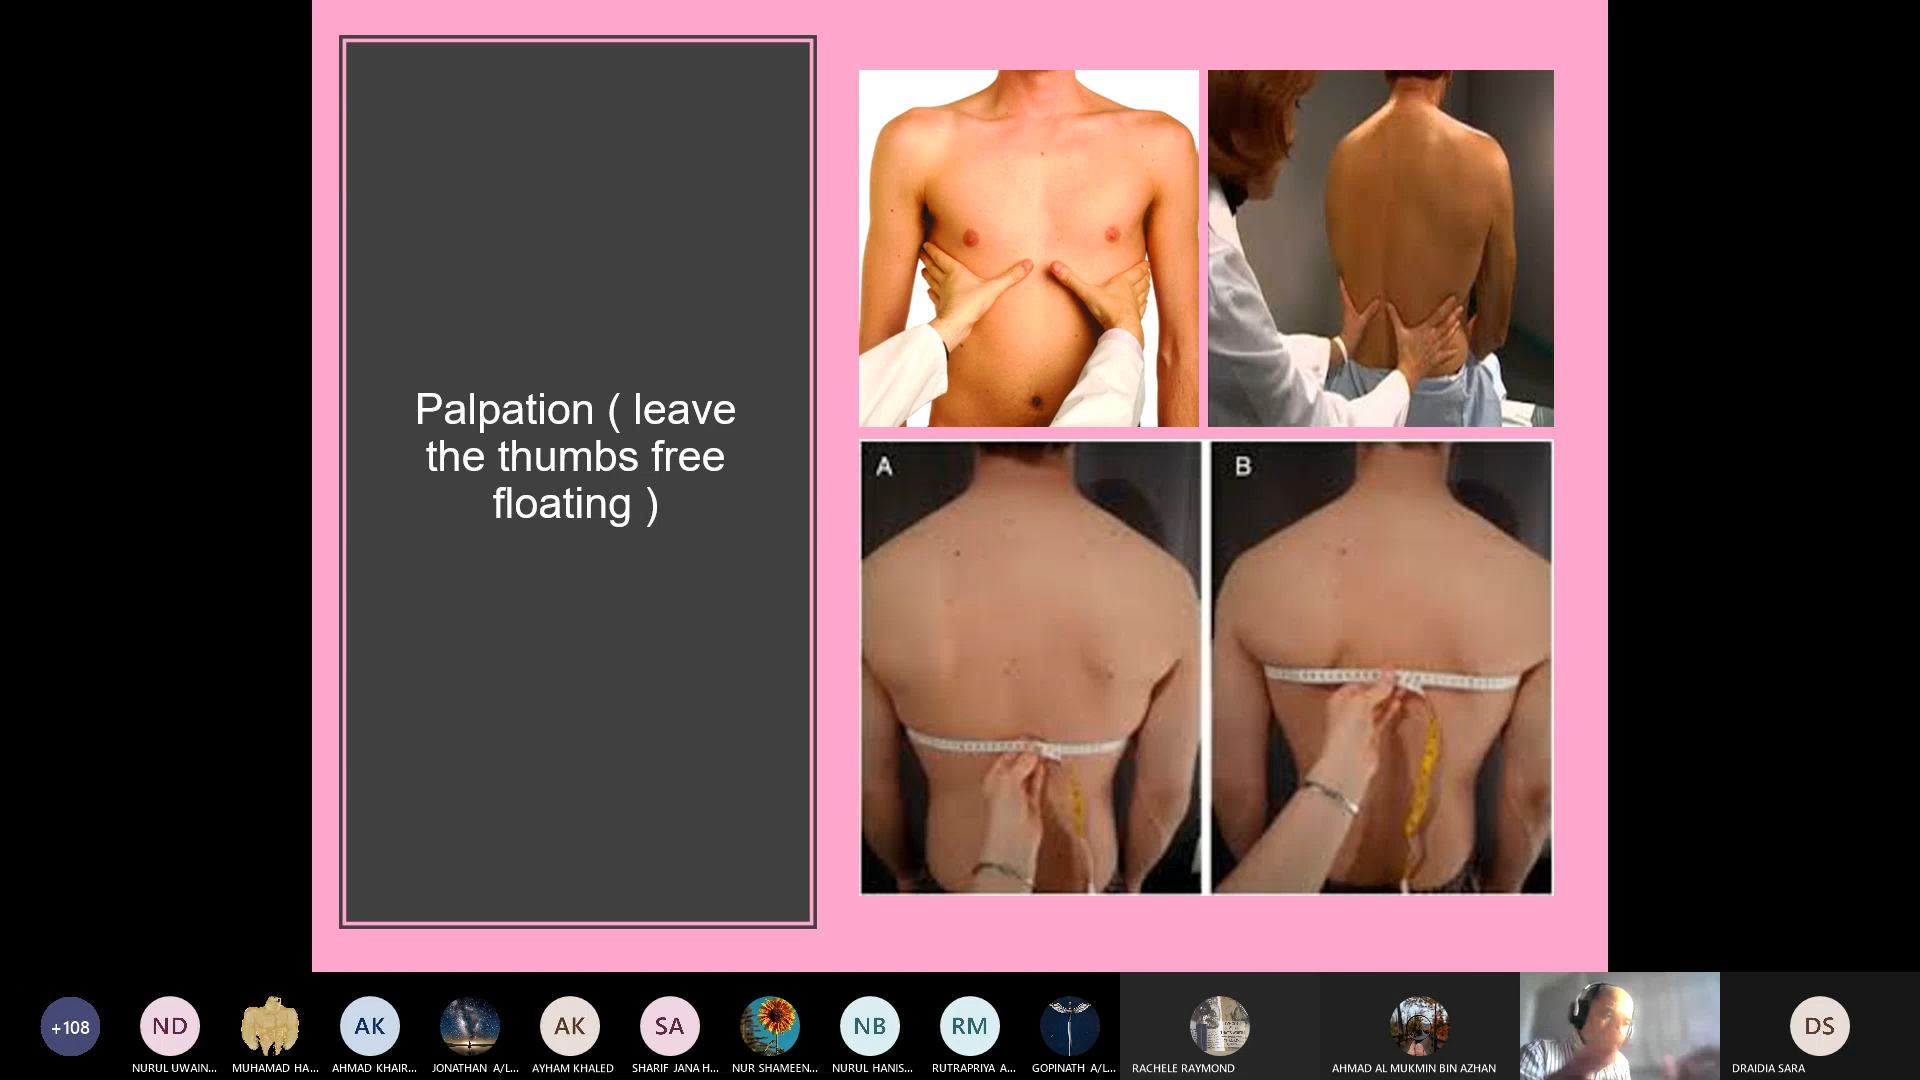 Palpation ( leave
the thumbs free
floating )
A
B
+108
ND
AK
AK
SA
NB
RM
DS
NURUL UWAIN...
MUHAMAD HA...
AHMAD KHAIR...
JONATHAN A/L...
AYHAM KHALED
SHARIF JANA H...
NUR SHAMEEN...
NURUL HANIS...
RUTRAPRIYA A...
GOPINATH A/L...
RACHELE RAYMOND
AHMAD AL MUKMIN BIN AZHAN
DRAIDIA SARA